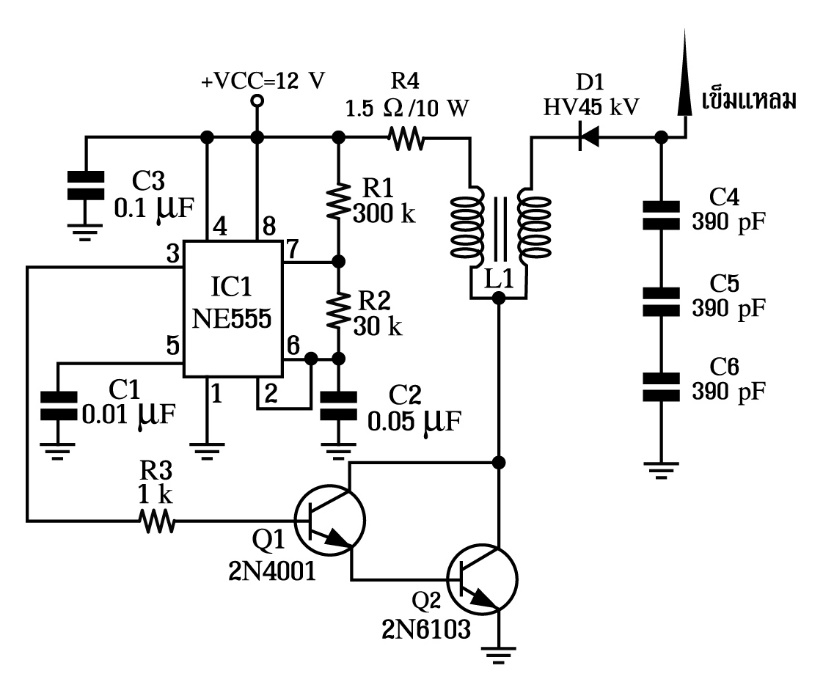 +VCC=12 V
R4
1.5 Ω/10 W
D1
HV45 kV
เข็มแหลม
C3
0.1 µF
R1
300 k
C4
390 pF
4
8
3
7
IC1
NE555
L1
R2
30 k
C5
390 pF
5
6
C1
0.01 µF
1
2
C2
0.05 µF
C6
390 pF
R3
1 k
Q1
2N4001
Q2
2N6103